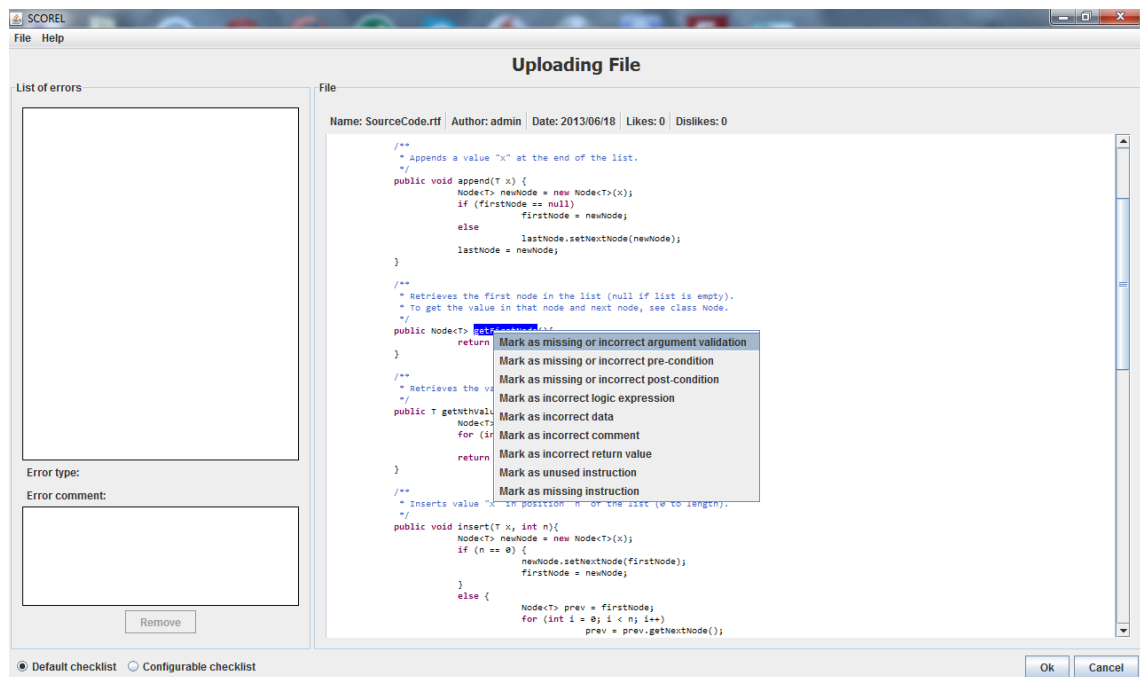 SCOREL
File Help
Uploading File
List of errors
File
Name: SourceCode.rtf Author: admin Date: 2013/06/18 Likes: 0 Dislikes: 0
/**
* Appends a value "x" at the end of the list.
*/
public void append(T x) {
Node<T> newNode = new Node<T>(x);
if (firstNode == null)
firstNode = newNode;
else
lastNode.setNextNode(newNode);
lastNode = newNode;
}
/**
* Retrieves the first node in the list (null if list is empty).
* To get the value in that node and next node, see class Node.
*/
public Node<T> getFirstNode(){
return
}
/**
* Retrieves the va
*/
public T getNthValu
Node<T>
for (in
return
}
/**
* Inserts value "x" in position "n" of the list (0 to length).
*/
public void insert(T x, int n){
Node<T> newNode = new Node<T>(x);
if (n == 0) {
newNode.setNextNode(firstNode);
firstNode = newNode;
}
else {
Node<T> prev = firstNode;
for (int i = 0; i < n; i++)
prev = prev.getNextNode();
Mark as missing or incorrect argument validation
Mark as missing or incorrect pre-condition
Mark as missing or incorrect post-condition
Mark as incorrect logic expression
Mark as incorrect data
Mark as incorrect comment
Mark as incorrect return value
Mark as unused instruction
Mark as missing instruction
Error type:
Error comment:
Remove
Default checklist Configurable checklist
Ok Cancel